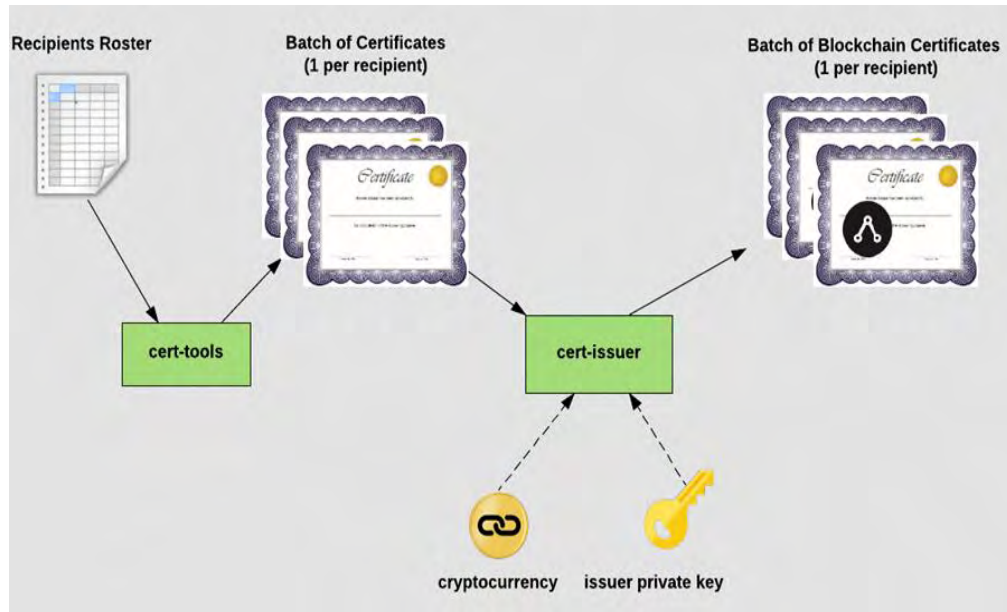 Recipients Roster
Batch of Certificates
(1 per recipient)
Batch of Blockchain Certificates
(1 per recipient)
Certificate
Certificate
cert-tools
cert-issuer
cryptocurrency
issuer private key